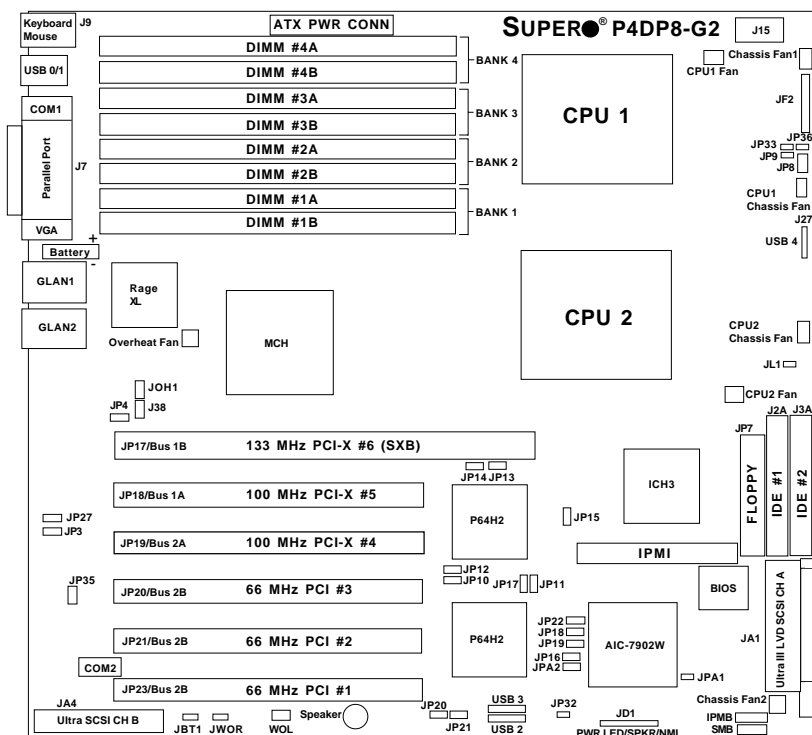 Keyboard
Mouse
J9
ATX PWR CONN
SUPER® P4DP8-G2
J15
Chassis Fan1
CPU1 Fan
USB 0/1
DIMM #4A
DIMM #4B
BANK 4
DIMM #3A
DIMM #3B
BANK 3
DIMM #2A
DIMM #2B
BANK 2
DIMM #1A
DIMM #1B
BANK 1
CPU 1
JF2
JP36
JP33
JP9
JP8
CPU1
Chassis Fan
J27
USB 4
COM1
Parallel Port
J7
VGA
+
Battery
-
GLAN1
GLAN2
Rage
XL
Overheat Fan
MCH
CPU 2
CPU2
Chassis Fan
JL1
CPU2 Fan
JOH1
JP4
J38
J2A
J3A
JP7
FLOPPY
IDE #1
IDE #2
JP17/Bus 1B
133 MHz PCI-X #6 (SXB)
JP14
JP13
ICH3
JP18/Bus 1A
100 MHz PCI-X #5
P64H2
JP15
JP27
JP3
JP19/Bus 2A
100 MHz PCI-X #4
IPMI
JP12
JP10
JP17
JP11
BIOS
JP35
JP20/Bus 2B
66 MHz PCI #3
JP21/Bus 2B
66 MHz PCI #2
P64H2
JP22
JP18
JP19
JP16
JPA2
AIC-7902W
JA1
Ultra III LVD SCSI CH A
JPA1
COM2
JP23/Bus 2B
66 MHz PCI #1
JA4
Ultra SCSI CH B
JBT1
JWOR
WOL
Speaker
JP20
JP21
USB 3
USB 2
JP32
JD1
PWR LED/SPKR/NMI
Chassis Fan2
IPMB
SMB